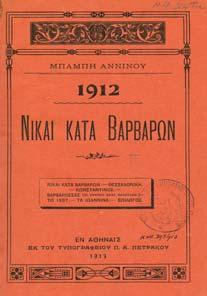 ΜΠΑΜΠΗ ΑΝΝΙΝΟΥ
1912
ΝΙΚΑΙ ΚΑΤΑ ΒΑΡΒΑΡΩΝ
ΝΙΚΑΙ ΚΑΤΑ ΒΑΡΒΑΡΩΝ — ΘΕΣΣΑΛΟΝΙΚΗ
— ΚΩΝΣΤΑΝΤΙΝΟΣ —
ΤΟ 1897 — ΤΑ ΙΩΑΝΝΙΝΑ — ΕΠΙΛΟΓΟΣ
ΕΝ ΑΘΗΝΑΙΣ
ΕΚ ΤΟΥ ΤΥΠΟΓΡΑΦΕΙΟΥ Π. Α. ΠΕΤΡΑΚΟΥ
1913